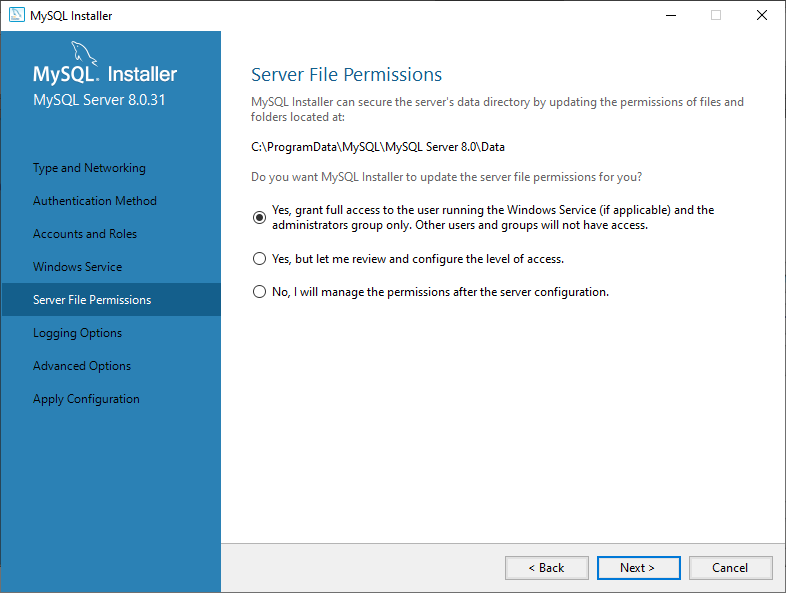 MySQL Installer
MySQL® Installer
MySQL Server 8.0.31
Type and Networking
Authentication Method
Accounts and Roles
Windows Service
Server File Permissions
Logging Options
Advanced Options
Apply Configuration
Server File Permissions
MySQL Installer can secure the server's data directory by updating the permissions of files and
folders located at:
C:\ProgramData\MySQL\MySQL Server 8.0\Data
Do you want MySQL Installer to update the server file permissions for you?
Yes, grant full access to the user running the Windows Service (if applicable) and the
administrators group only. Other users and groups will not have access.
Yes, but let me review and configure the level of access.
No, I will manage the permissions after the server configuration.
< Back
Next >
Cancel